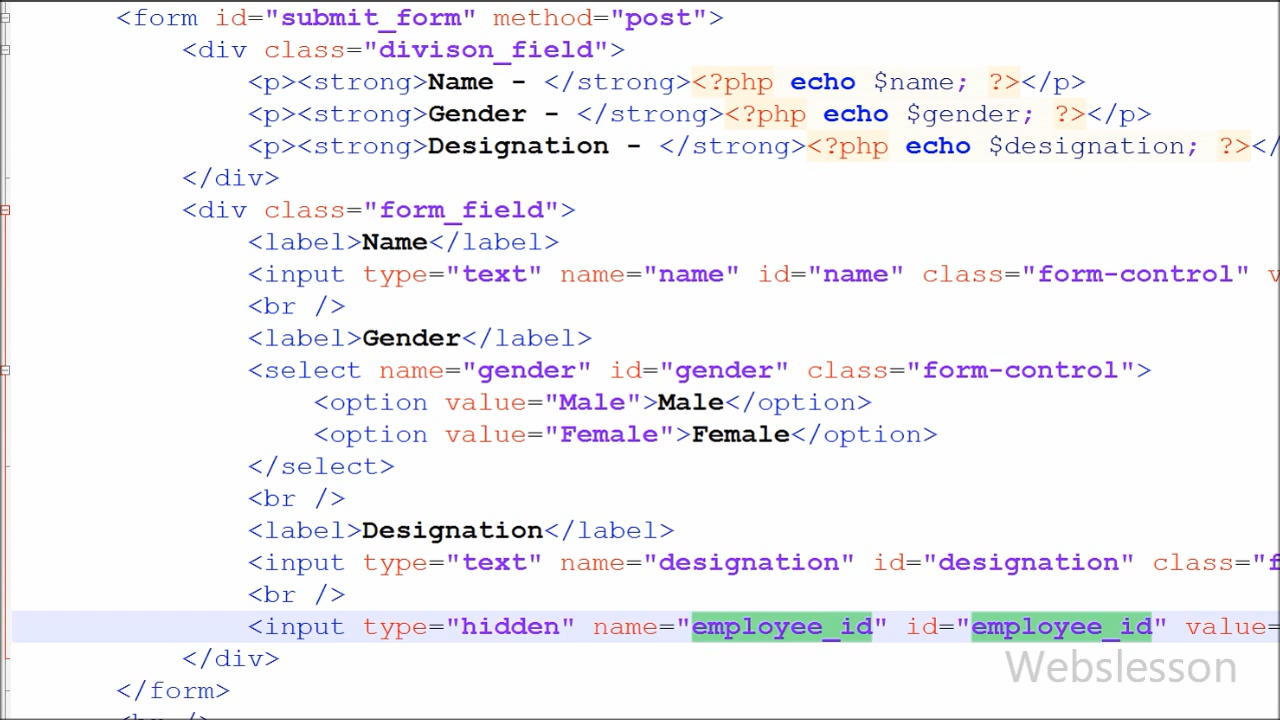 <form id="submit_form" method="post">
<div class="divison_field">
<p><strong>Name - </strong><?php echo $name; ?></p>
<p><strong>Gender - </strong><?php echo $gender; ?></p>
<p><strong>Designation - </strong><?php echo $designation; ?></
</div>
<div class="form_field">
<label>Name</label>
<input type="text" name="name" id="name" class="form-control" v
<br />
<label>Gender</label>
<select name="gender" id="gender" class="form-control">
<option value="Male">Male</option>
<option value="Female">Female</option>
</select>
<br />
<label>Designation</label>
<input type="text" name="designation" id="designation" class="f
<br />
<input type="hidden" name="employee_id" id="employee_id" value=
</div>
Webslesson
</form>
<br />